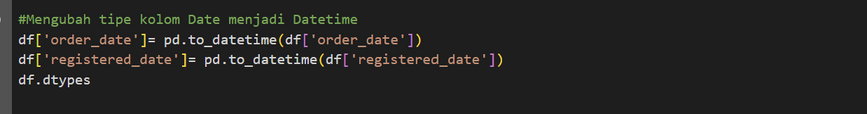 #Mengubah tipe kolom Date menjadi Datetime
df['order_date']= pd.to_datetime(df['order_date'])
df['registered_date']= pd.to_datetime(df['registered_date'])
df.dtypes